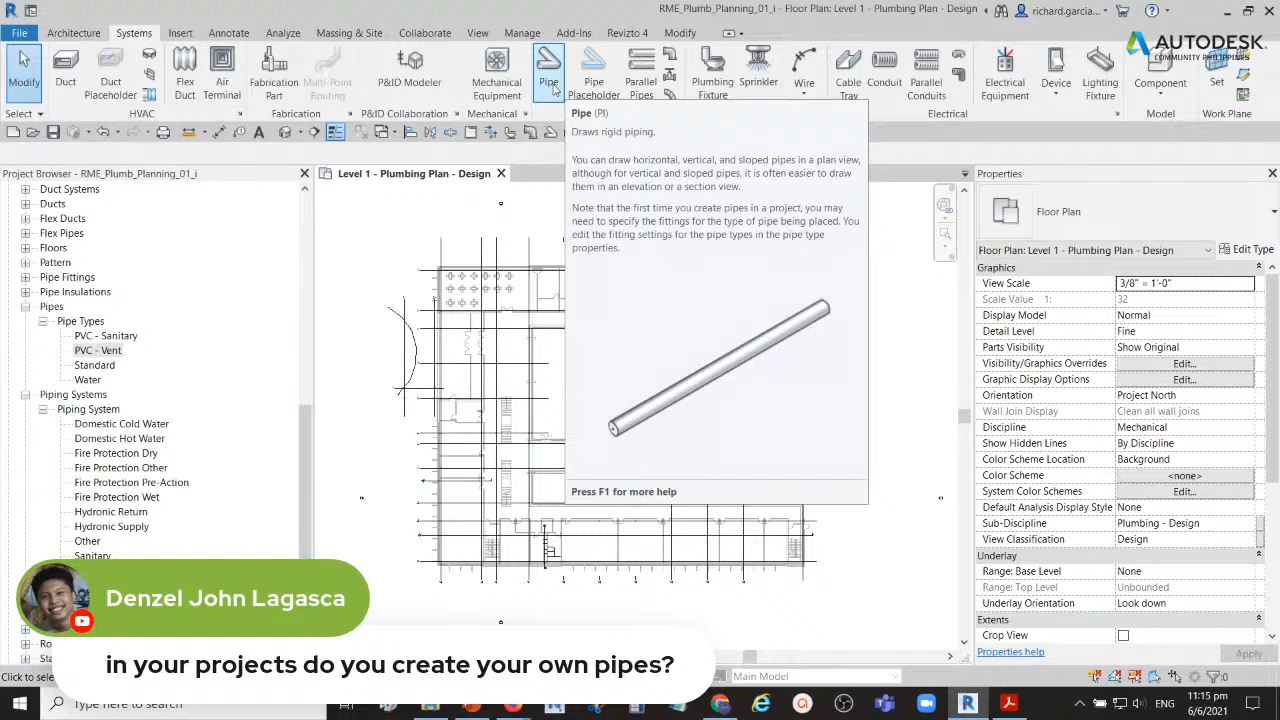 RME_Plumb_Planning_01_i - Floor Plan: Level 1 - Plumbing Plan - Design
richard.garcia...
AUTODESK
COMMUNITY PHILIPPINES
File Architecture Systems Insert Annotate Analyze Massing & Site Collaborate View Manage Add-Ins Revizto 4 Modify
Modify
Duct
Duct Placeholder
Flex Duct
Air Terminal
Fabrication Part
Multi-Point Routing
P&ID Modeler
Mechanical Equipment
Pipe
Pipe Placeholder
Parallel Pipes
Plumbing Fixture
Sprinkler
Wire
Cable Tray
Conduit
Parallel Conduits
Electrical Equipment
Device
Lighting Fixture
Component
Set
Select HVAC Fabrication P&ID Collaboration Mechanical Electrical Model Work Plane
Project Browser - RME_Plumb_Planning_01_i
Duct Systems
Ducts
Flex Ducts
Flex Pipes
Floors
Pattern
Pipe Fittings
Pipe Insulations
Pipes
Pipe Types
PVC - Sanitary
PVC - Vent
Standard
Water
Piping Systems
Piping System
Domestic Cold Water
Domestic Hot Water
Fire Protection Dry
Fire Protection Other
Fire Protection Pre-Action
Fire Protection Wet
Hydronic Return
Hydronic Supply
Other
Sanitary
Level 1 - Plumbing Plan - Design
Pipe (PI)
Draws rigid piping.
You can draw horizontal, vertical, and sloped pipes in a plan view,
although for vertical and sloped pipes, it is often easier to draw
them in an elevation or a section view.
Note that the first time you create pipes in a project, you may
need to specify the fittings for the type of pipe being placed. You
edit the fitting settings for the pipe types in the pipe type
properties.
Press F1 for more help
Properties
Floor Plan
Floor Plan: Level 1 - Plumbing Plan - Design Edit Type
Graphics
View Scale 3/8" = 1'-0"
Scale Value 1: 32
Display Model Normal
Detail Level Fine
Parts Visibility Show Original
Visibility/Graphics Overrides Edit...
Graphic Display Options Edit...
Orientation Project North
Wall Join Display Clean all wall joins
Discipline Mechanical
Show Hidden Lines By Discipline
Color Scheme Location Background
Color Scheme <none>
System Color Schemes Edit...
Default Analysis Display Style None
Sub-Discipline Plumbing - Design
View Classification Design
Underlay
Range: Base Level None
Range: Top Level Unbounded
Underlay Orientation Look down
Extents
Crop View
Properties help Apply
Denzel John Lagasca
in your projects do you create your own pipes?
Main Model
:0
ENG
11:15 pm
6/6/2021